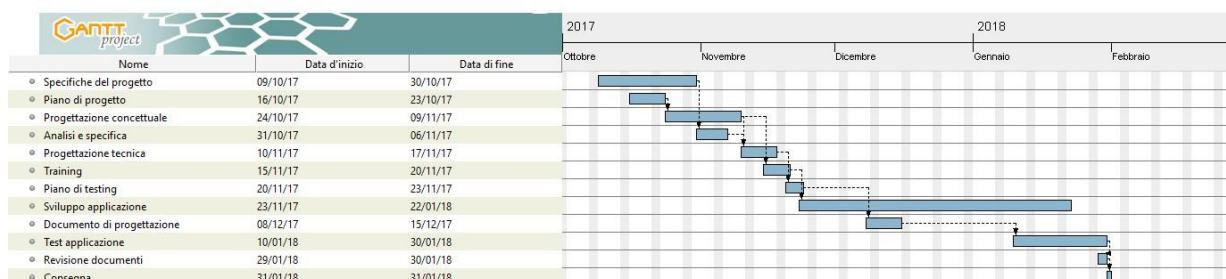 GANTT
project
2017
2018
Ottobre Novembre Dicembre Gennaio Febbraio
Nome Data d'inizio Data di fine
Specifiche del progetto 09/10/17 30/10/17
Piano di progetto 16/10/17 23/10/17
Progettazione concettuale 24/10/17 09/11/17
Analisi e specifica 31/10/17 06/11/17
Progettazione tecnica 10/11/17 17/11/17
Training 15/11/17 20/11/17
Piano di testing 20/11/17 23/11/17
Sviluppo applicazione 23/11/17 22/01/18
Documento di progettazione 08/12/17 15/12/17
Test applicazione 10/01/18 30/01/18
Revisione documenti 29/01/18 30/01/18
Consegna 31/01/18 31/01/18